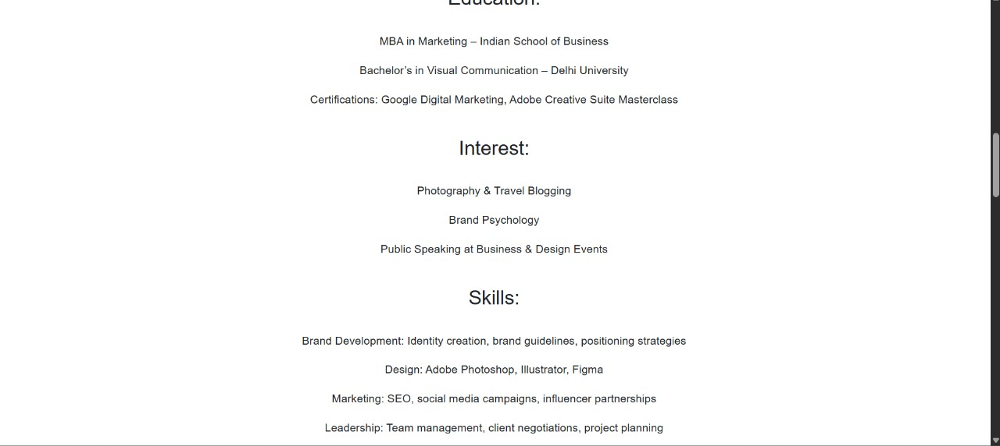 Education:
MBA in Marketing – Indian School of Business
Bachelor’s in Visual Communication – Delhi University
Certifications: Google Digital Marketing, Adobe Creative Suite Masterclass
Interest:
Photography & Travel Blogging
Brand Psychology
Public Speaking at Business & Design Events
Skills:
Brand Development: Identity creation, brand guidelines, positioning strategies
Design: Adobe Photoshop, Illustrator, Figma
Marketing: SEO, social media campaigns, influencer partnerships
Leadership: Team management, client negotiations, project planning